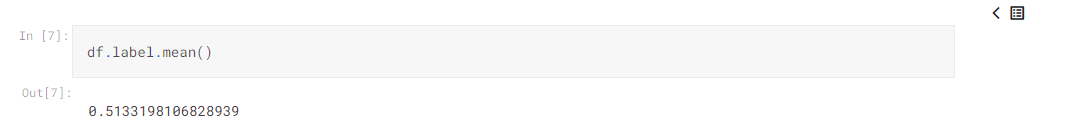 In [7]:
df.label.mean()
Out[7]:
0.5133198106828939